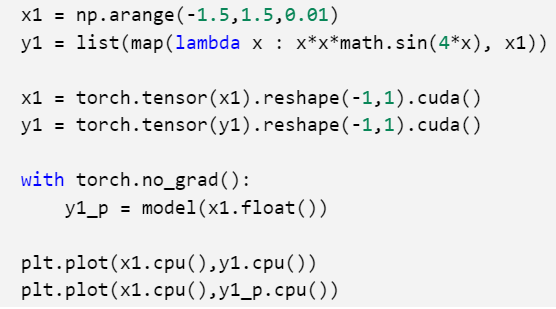 x1 = np.arange(-1.5,1.5,0.01)
y1 = list(map(lambda x : x*x*math.sin(4*x), x1))
x1 = torch.tensor(x1).reshape(-1,1).cuda()
y1 = torch.tensor(y1).reshape(-1,1).cuda()
with torch.no_grad():
    y1_p = model(x1.float())
plt.plot(x1.cpu(),y1.cpu())
plt.plot(x1.cpu(),y1_p.cpu())